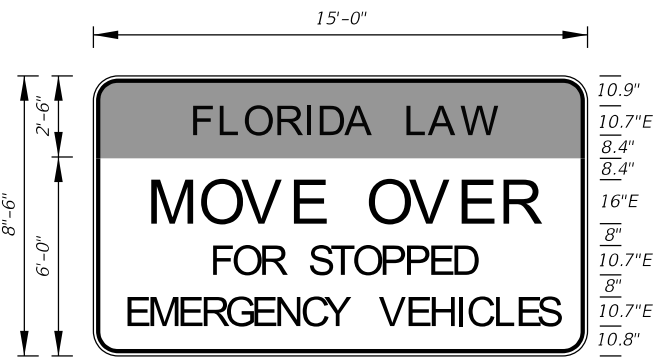 15'-0"
FLORIDA LAW
MOVE OVER
FOR STOPPED
EMERGENCY VEHICLES
8'-6"
2'-6"
6'-0"
10.9"
10.7"E
8.4"
8.4"
16"E
8"
10.7"E
8"
10.7"E
10.8"